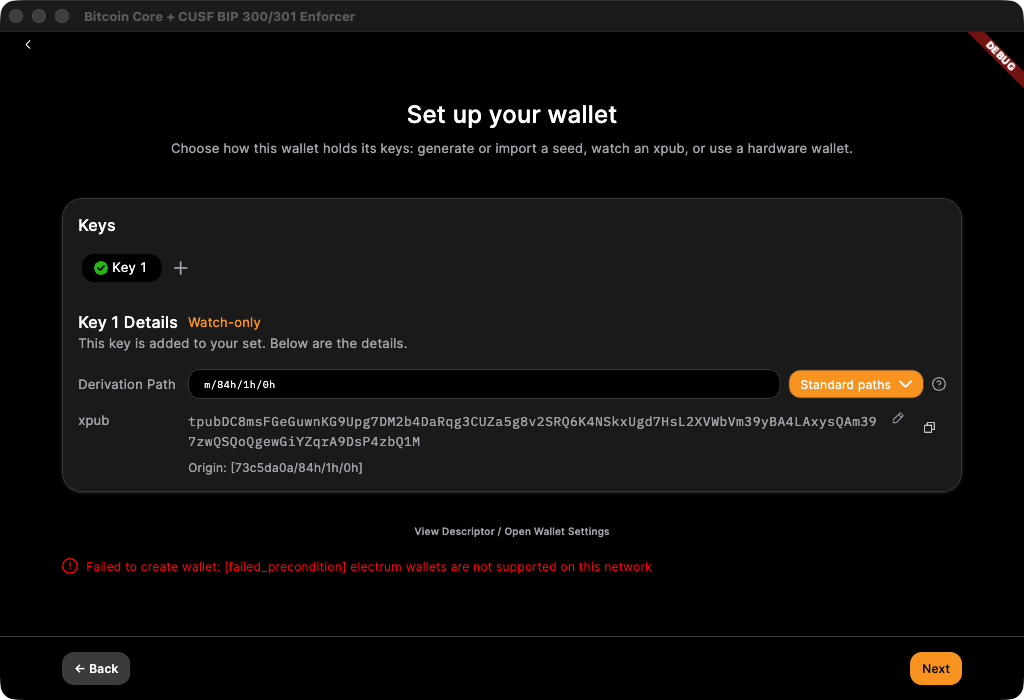 Bitcoin Core + CUSF BIP 300/301 Enforcer
DEBUG
Set up your wallet
Choose how this wallet holds its keys: generate or import a seed, watch an xpub, or use a hardware wallet.
Keys
Key 1
Key 1 Details Watch-only
This key is added to your set. Below are the details.
Derivation Path m/84h/1h/0h Standard paths
xpub tpubDC8msFGeGuwnKG9Upg7DM2b4DaRqg3CUZa5g8v2SRQ6K4NSkxUgd7HsL2XVWbVm39yBA4LAxysQAm39
7zwQSQoQgewGiYZqrA9DsP4zbQ1M
Origin: [73c5da0a/84h/1h/0h]
View Descriptor / Open Wallet Settings
Failed to create wallet: [failed_precondition] electrum wallets are not supported on this network
Back Next